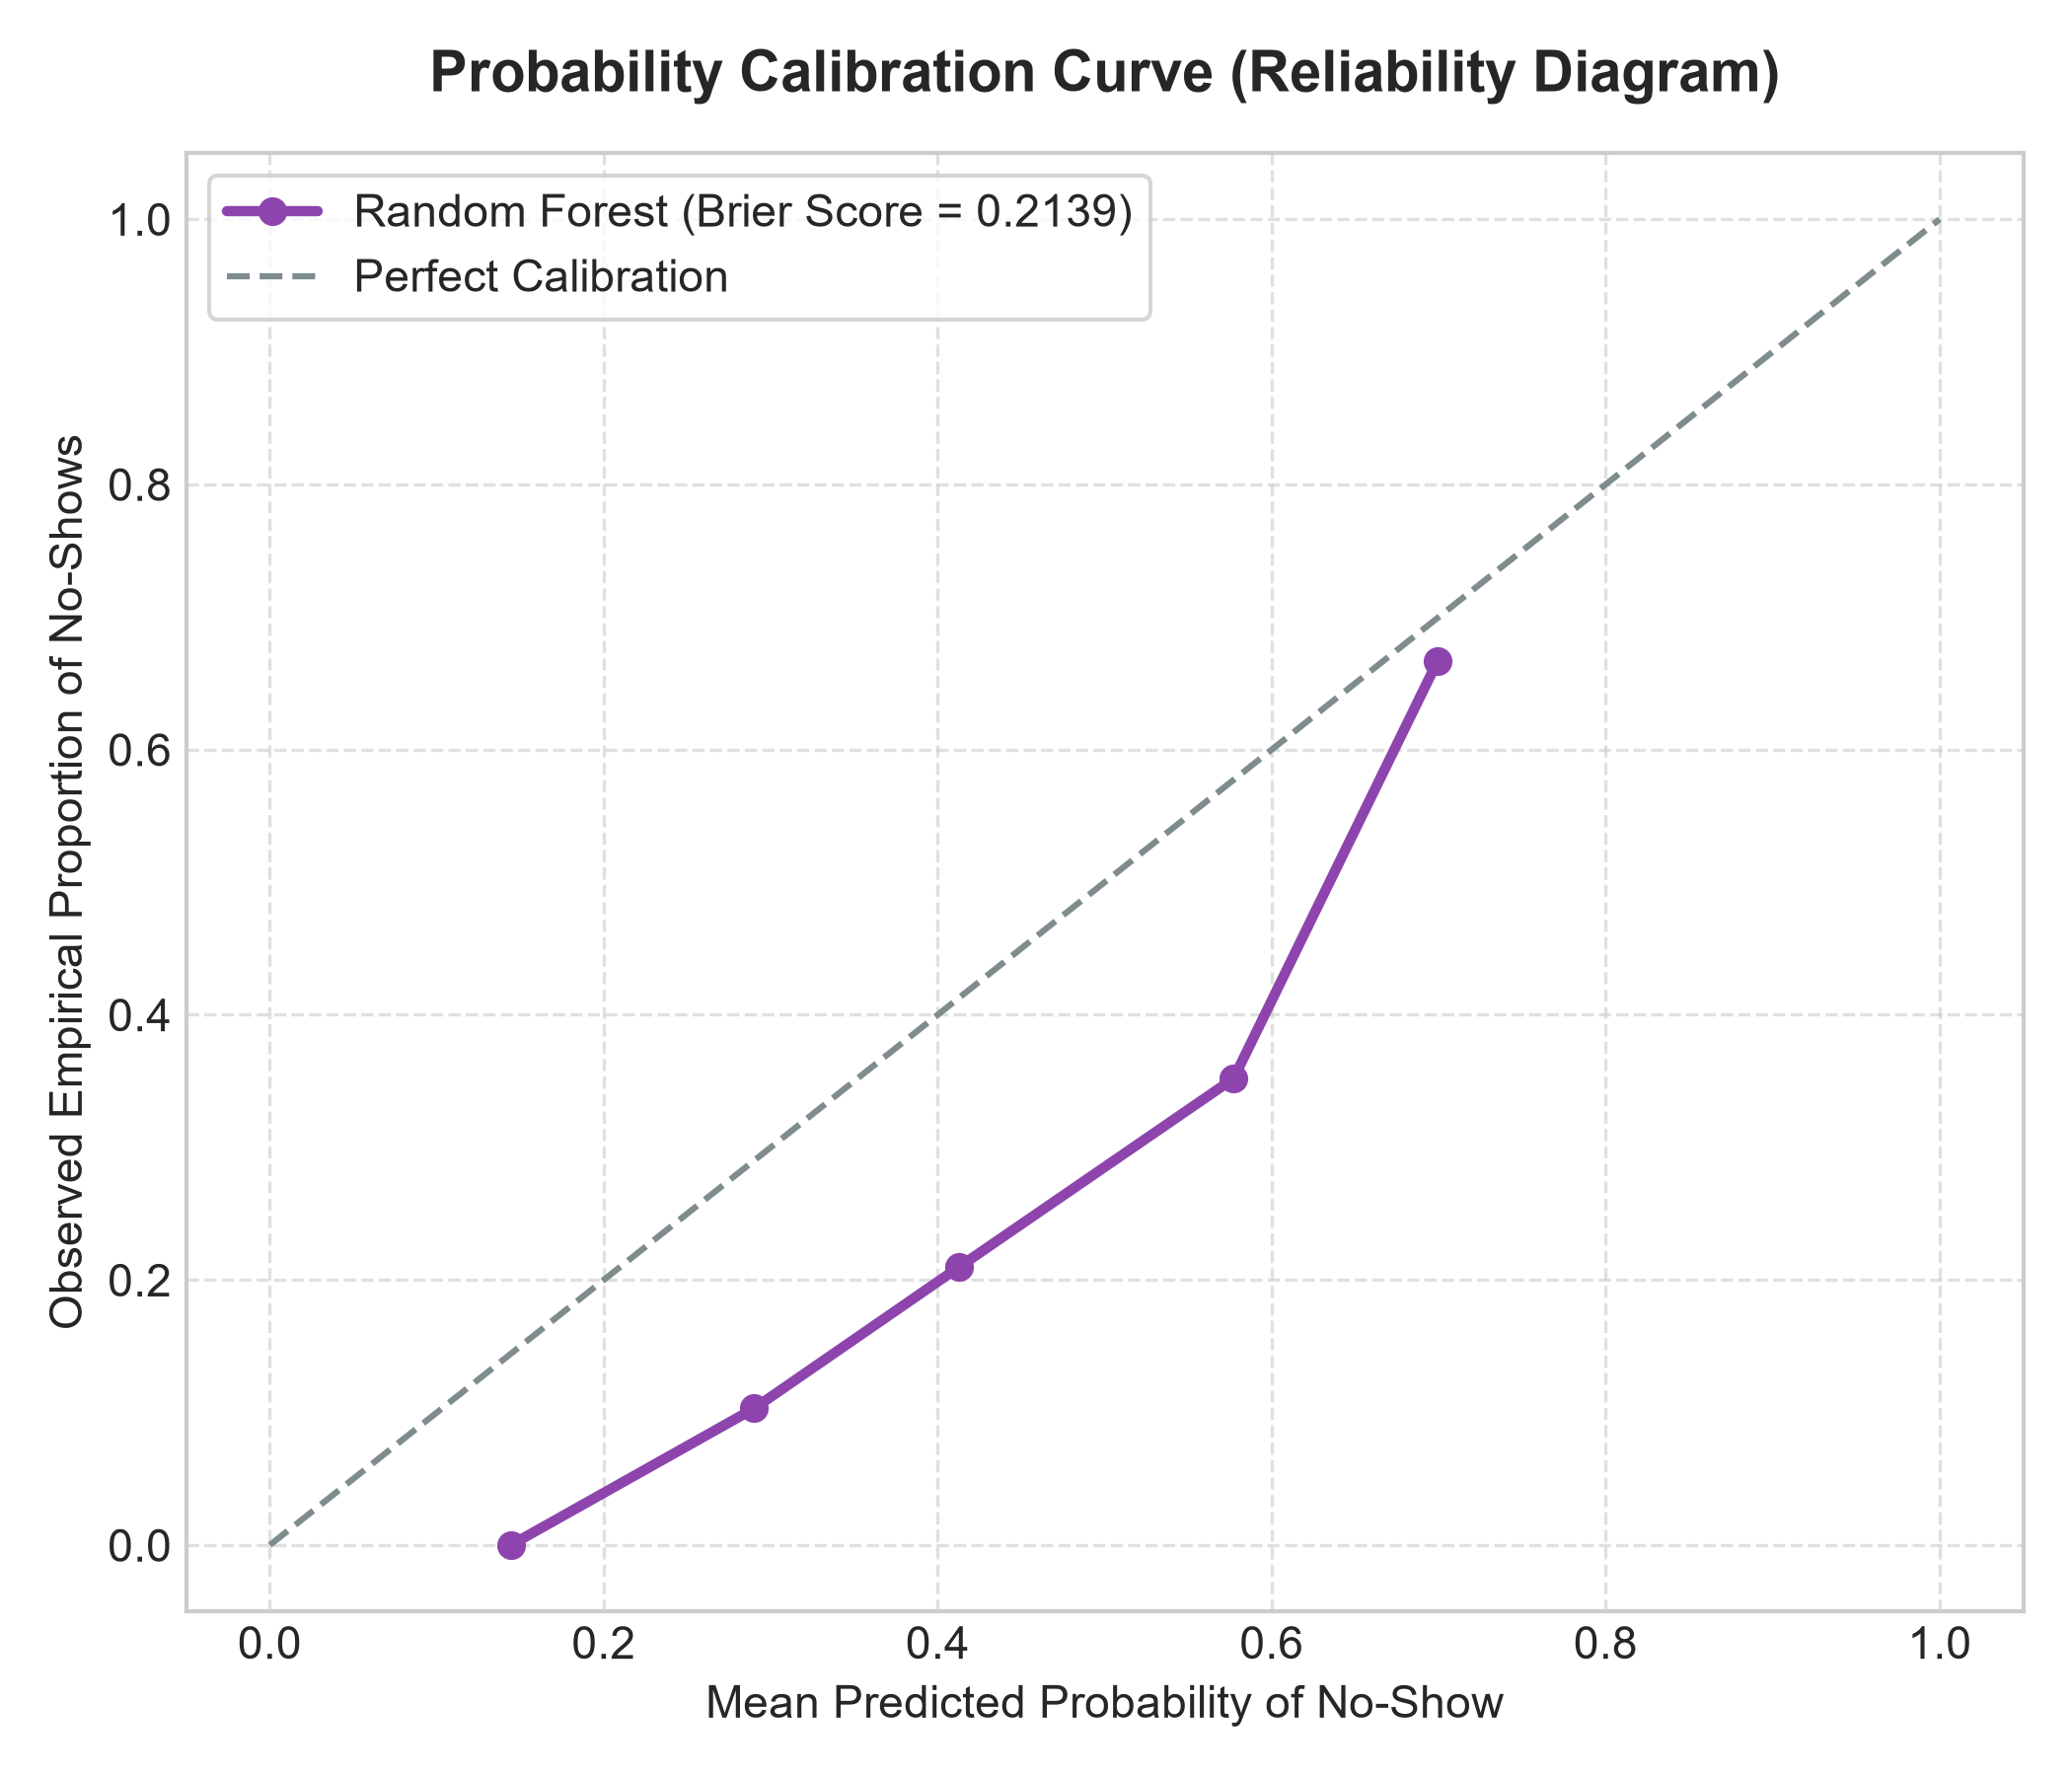 Probability Calibration Curve (Reliability Diagram)
Random Forest (Brier Score = 0.2139)
Perfect Calibration
Observed Empirical Proportion of No-Shows
1.0
0.8
0.6
0.4
0.2
0.0
0.0 0.2 0.4 0.6 0.8 1.0
Mean Predicted Probability of No-Show